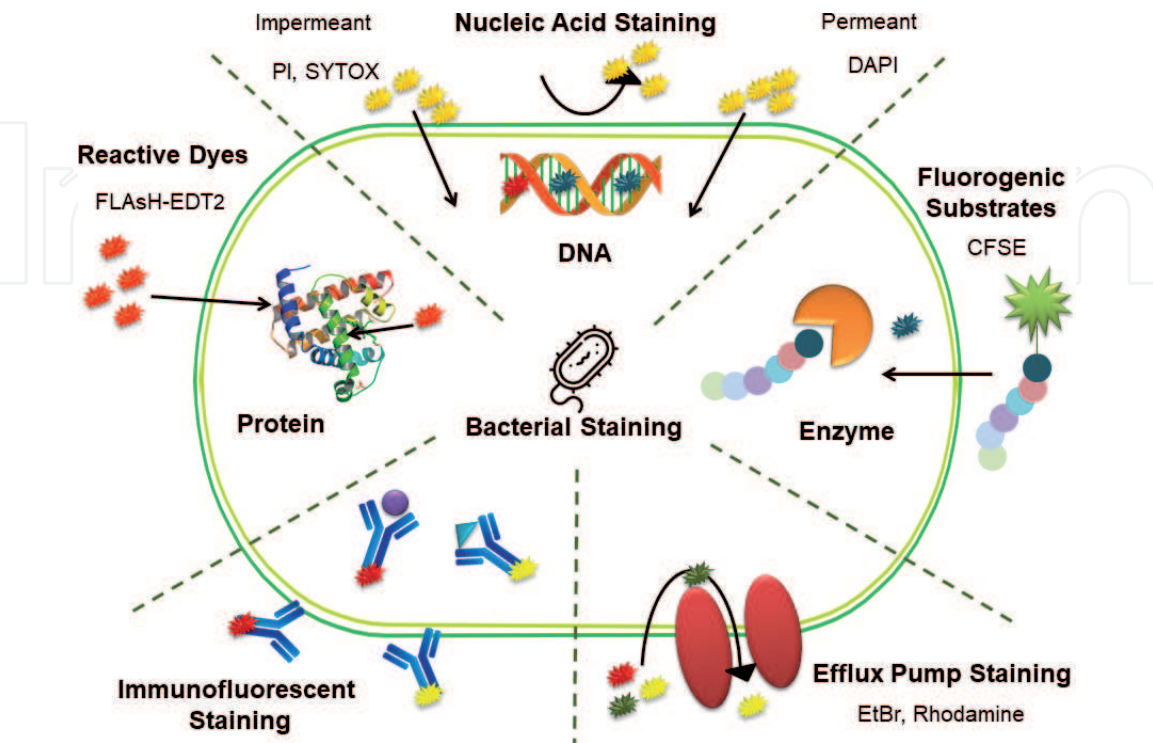 Impermeant
Nucleic Acid Staining
Permeant
PI, SYTOX
DAPI
Reactive Dyes
FLAsH-EDT2
Fluorogenic
Substrates
CFSE
DNA
Protein
Bacterial Staining
Enzyme
Immunofluorescent
Staining
Efflux Pump Staining
EtBr, Rhodamine